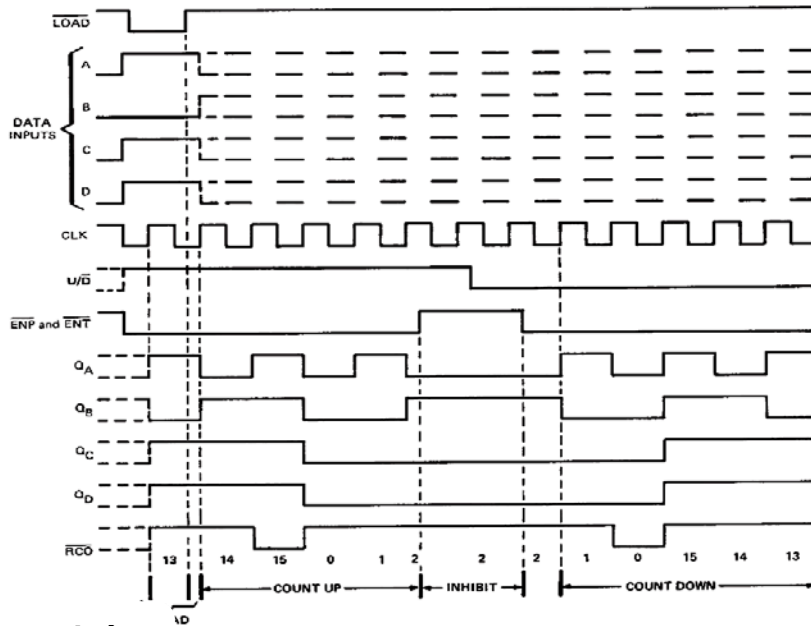 LOAD
A
B
DATA
INPUTS
C
D
CLK
U/D
ENP and ENT
QA
QB
QC
QD
RCO
13 14 15 0 1 2 2 2 1 0 15 14 13
COUNT UP INHIBIT COUNT DOWN
AD